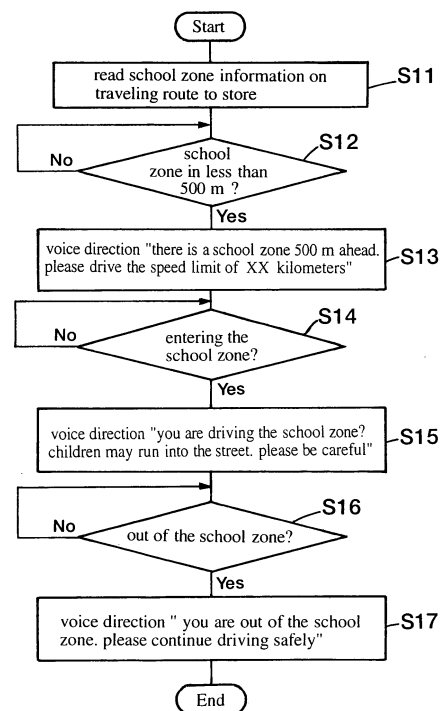 Start
read school zone information on
traveling route to store
S11
school
zone in less than
500 m ?
S12
No
Yes
voice direction "there is a school zone 500 m ahead.
please drive the speed limit of XX kilometers"
S13
entering the
school zone?
S14
No
Yes
voice direction "you are driving the school zone?
children may run into the street. please be careful"
S15
out of the school zone?
S16
No
Yes
voice direction " you are out of the school
zone. please continue driving safely"
S17
End